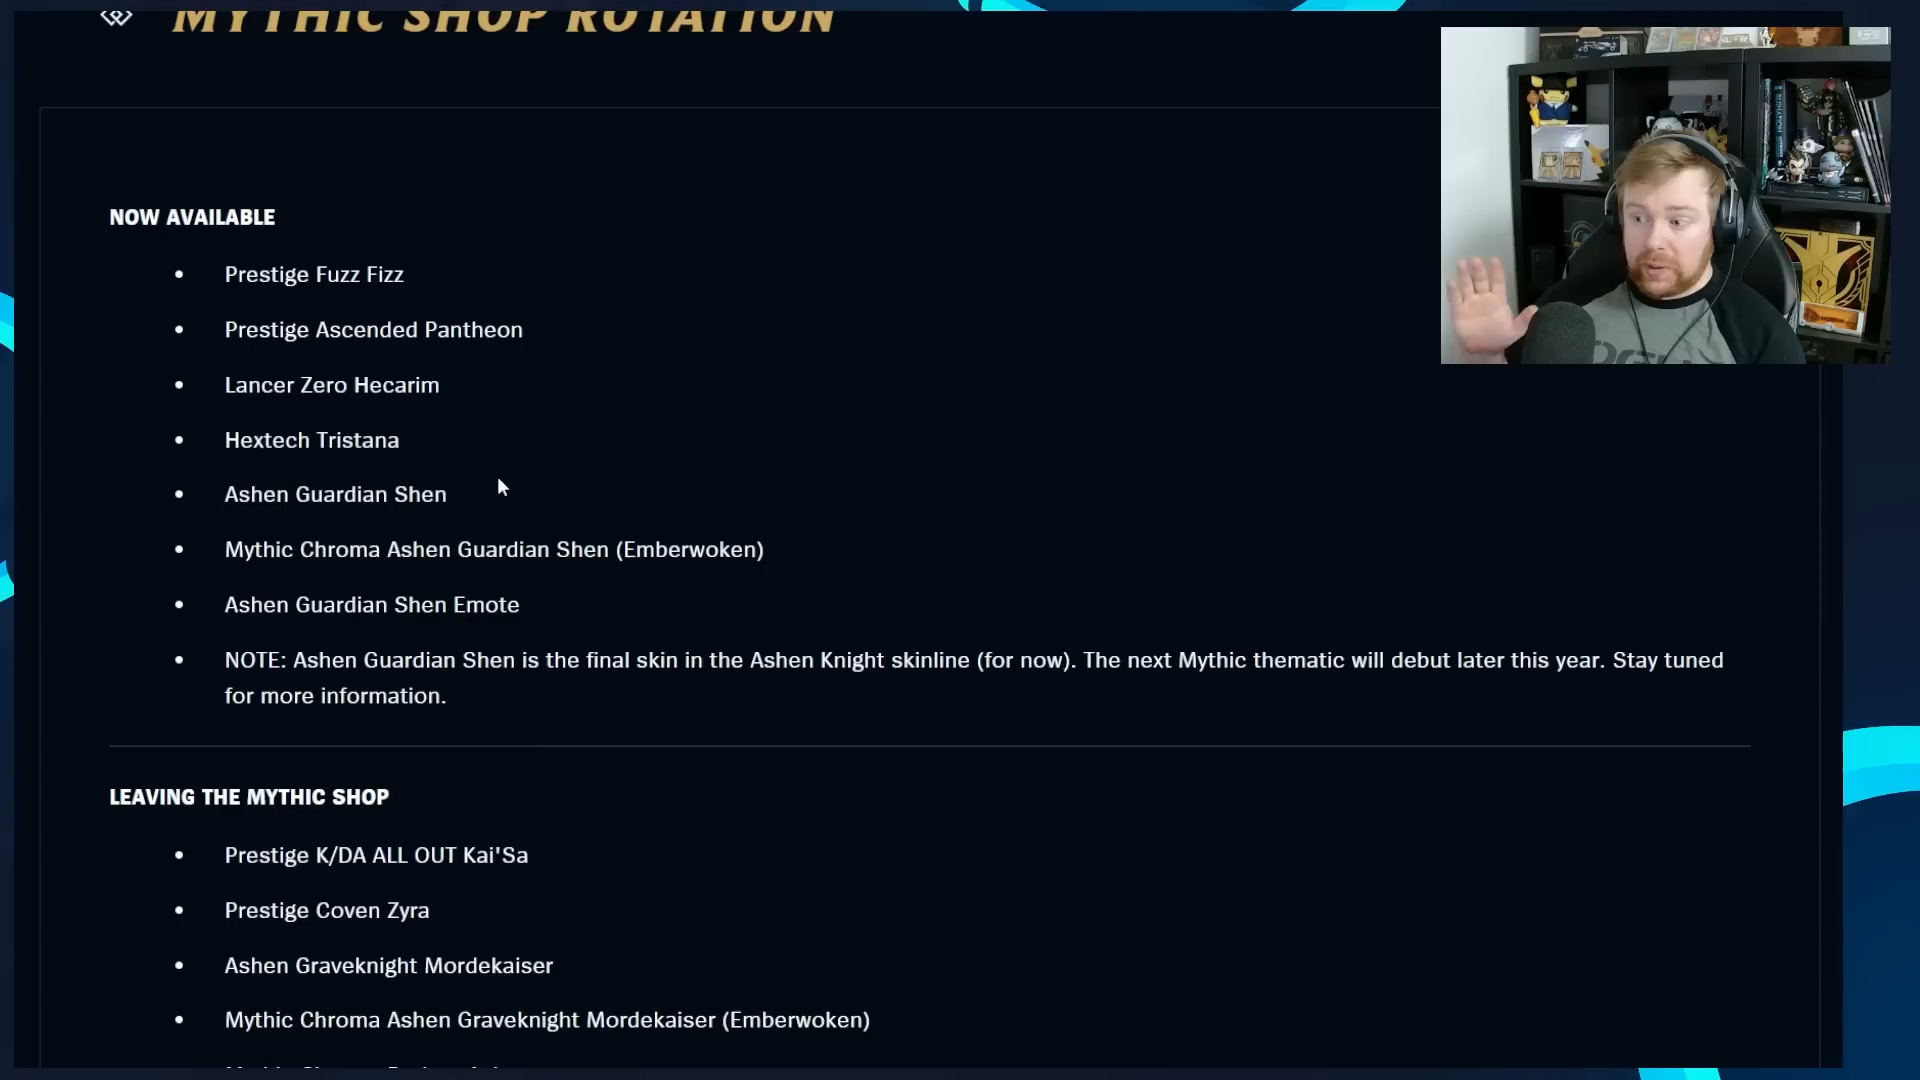 MYTHIC SHOP ROTATION
NOW AVAILABLE
Prestige Fuzz Fizz
Prestige Ascended Pantheon
Lancer Zero Hecarim
Hextech Tristana
Ashen Guardian Shen
Mythic Chroma Ashen Guardian Shen (Emberwoken)
Ashen Guardian Shen Emote
NOTE: Ashen Guardian Shen is the final skin in the Ashen Knight skinline (for now). The next Mythic thematic will debut later this year. Stay tuned
for more information.
LEAVING THE MYTHIC SHOP
Prestige K/DA ALL OUT Kai'Sa
Prestige Coven Zyra
Ashen Graveknight Mordekaiser
Mythic Chroma Ashen Graveknight Mordekaiser (Emberwoken)